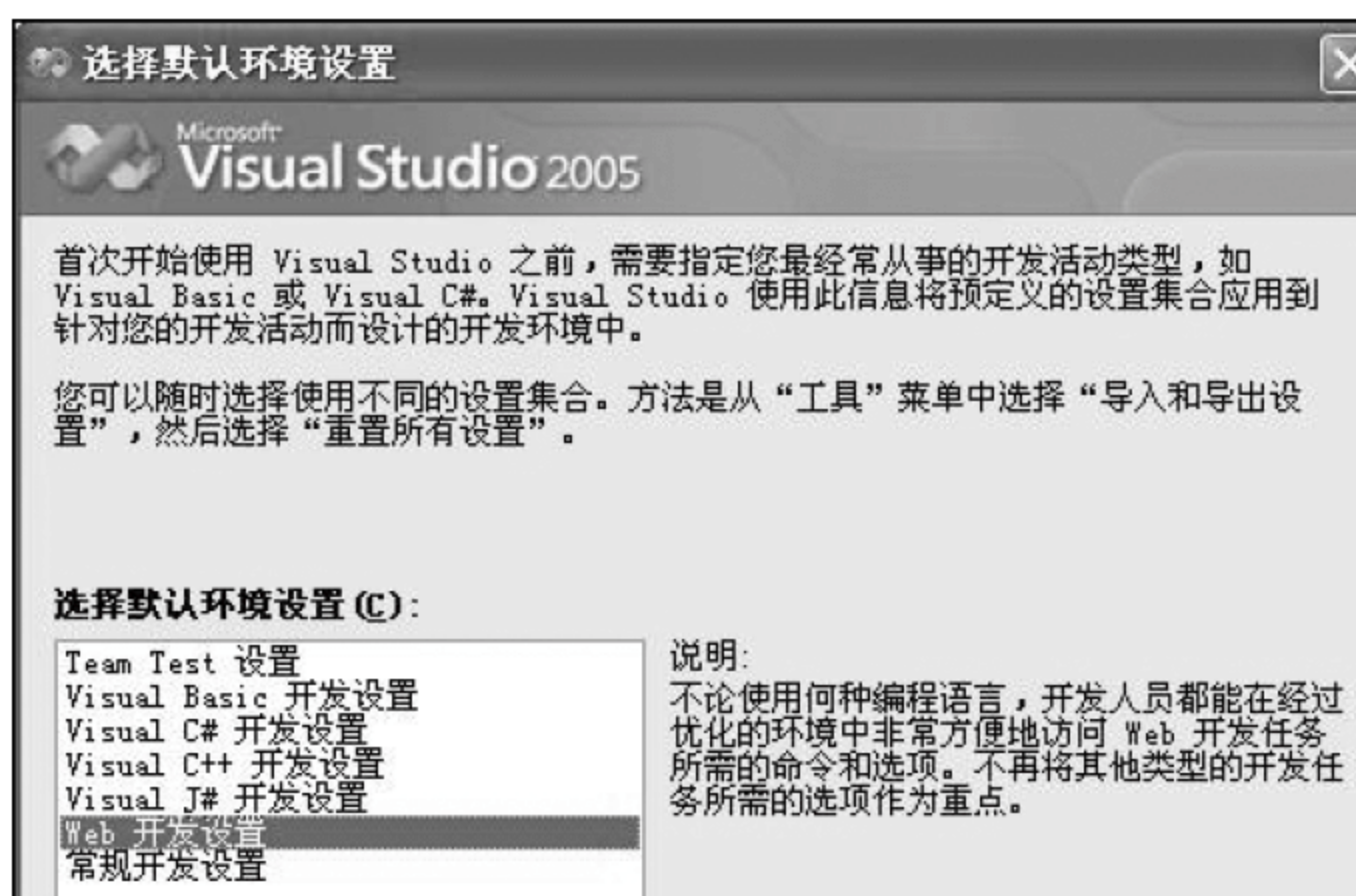 选择默认环境设置
Microsoft
Visual Studio 2005
首次开始使用 Visual Studio 之前，需要指定您最经常从事的开发活动类型，如
Visual Basic 或 Visual C#。Visual Studio 使用此信息将预定义的设置集合应用到
针对您的开发活动而设计的开发环境中。
您可以随时选择使用不同的设置集合。方法是从“工具”菜单中选择“导入和导出设
置”，然后选择“重置所有设置”。
选择默认环境设置(C):
Team Test 设置
Visual Basic 开发设置
Visual C# 开发设置
Visual C++ 开发设置
Visual J# 开发设置
Web 开发设置
常规开发设置
说明:
不论使用何种编程语言，开发人员都能在经过
优化的环境中非常方便地访问 Web 开发任务
所需的命令和选项。不再将其他类型的开发任
务所需的选项作为重点。